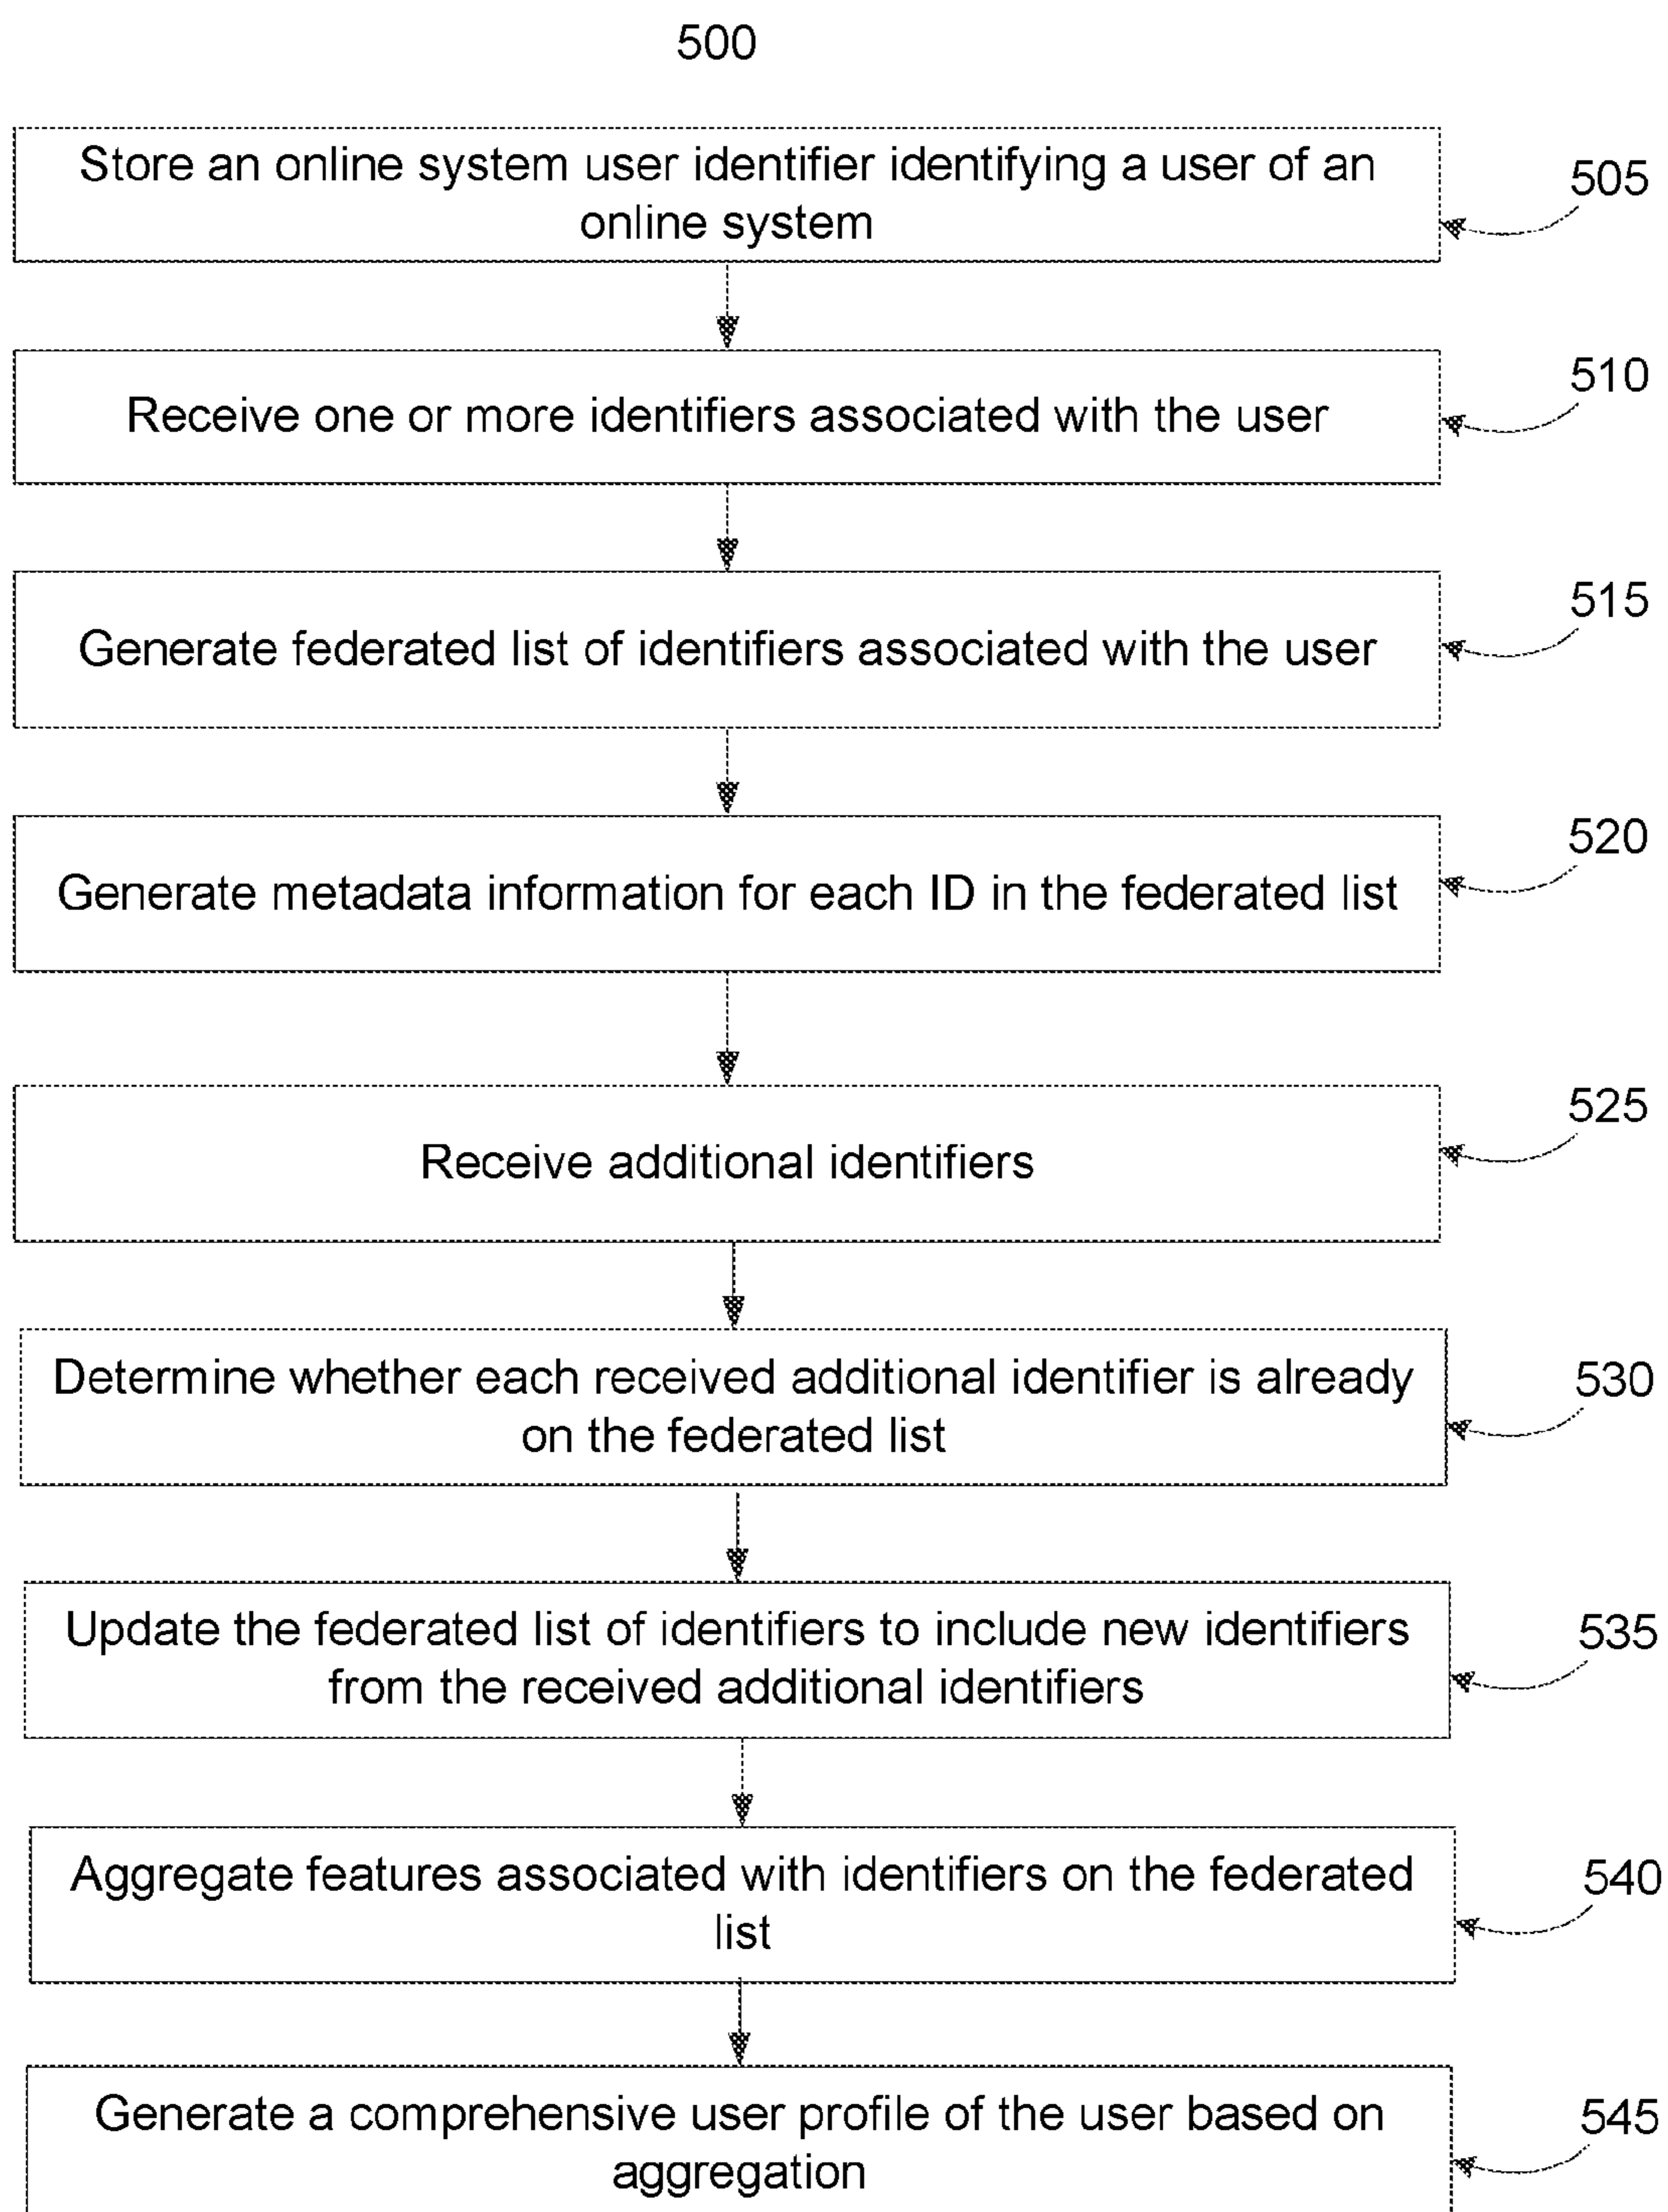 500
Store an online system user identifier identifying a user of an
online system
505
Receive one or more identifiers associated with the user
510
Generate federated list of identifiers associated with the user
515
Generate metadata information for each ID in the federated list
520
Receive additional identifiers
525
Determine whether each received additional identifier is already
on the federated list
530
Update the federated list of identifiers to include new identifiers
from the received additional identifiers
535
Aggregate features associated with identifiers on the federated
list
540
Generate a comprehensive user profile of the user based on
aggregation
545